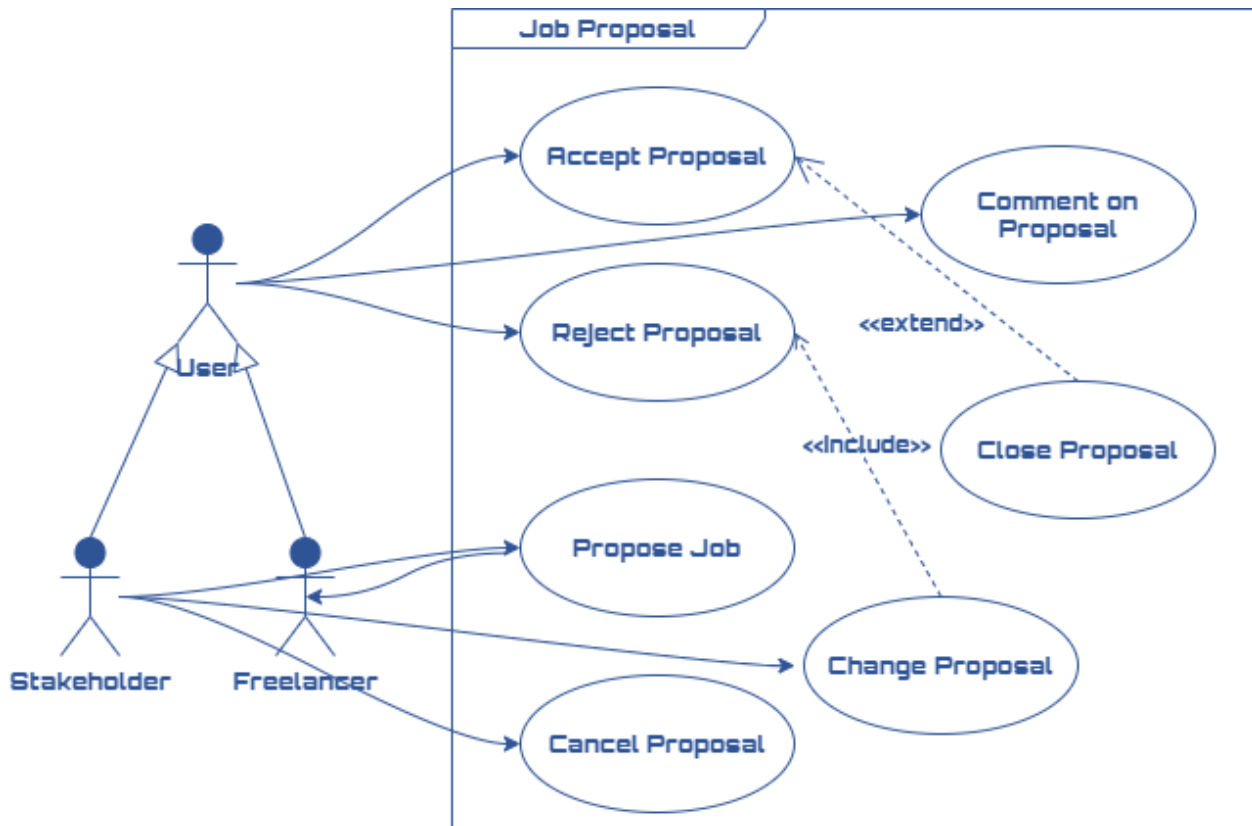 Job Proposal
Accept Proposal
Comment on
Proposal
<<extend>>
Reject Proposal
User
<<include>>
Close Proposal
Propose Job
Change Proposal
Stakeholder
Freelancer
Cancel Proposal